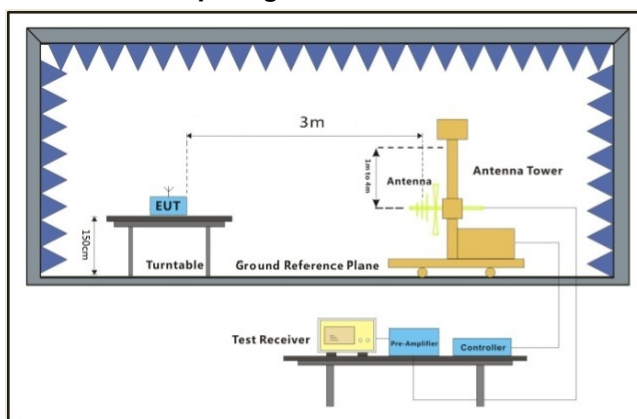 3m
1m to 4m
Antenna
Antenna Tower
EUT
150cm
Turntable
Ground Reference Plane
Test Receiver
Pre-Amplifier
Controller